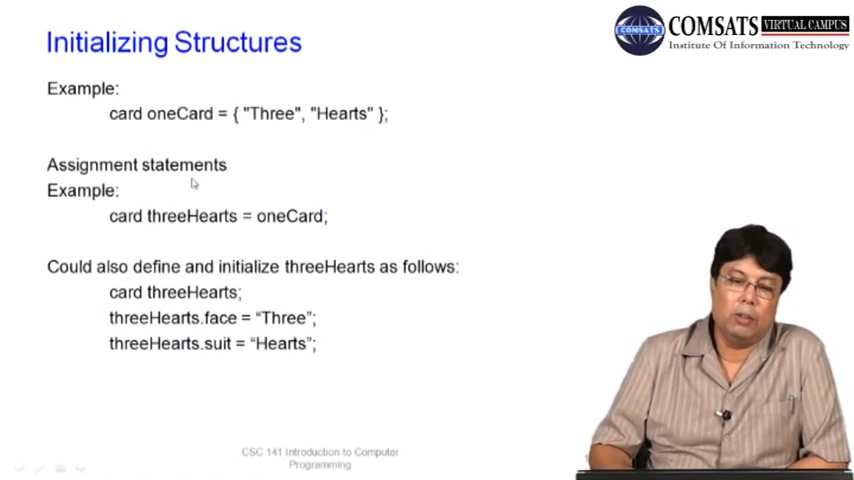 Initializing Structures
COMSATS VIRTUAL CAMPUS
COMSATS
Institute Of Information Technology
Example:
card oneCard = { "Three", "Hearts" };
Assignment statements
Example:
card threeHearts = oneCard;
Could also define and initialize threeHearts as follows:
card threeHearts;
threeHearts.face = “Three”;
threeHearts.suit = “Hearts”;
CSC 141 Introduction to Computer
Programming